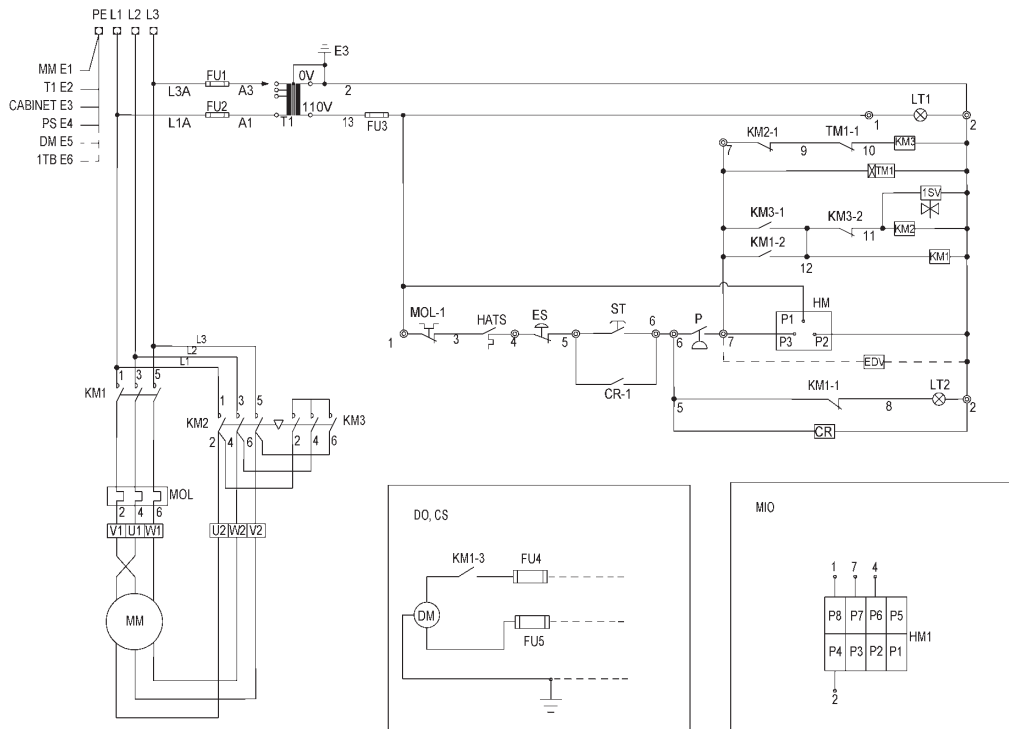 PE L1 L2 L3
MM E1
T1 E2
CABINET E3
PS E4
DM E5
1TB E6
L3A FU1 A3
L1A FU2 A1
T1
0V
110V
E3
2
13 FU3
1 LT1 2
7 KM2-1 9 TM1-1 10 KM3
TM1
1SV
KM3-1 KM3-2 11 KM2
KM1-2 12 KM1
1 MOL-1 3 HATS 4 ES 5 ST 6 6 P 7
HM
P1
P3 P2
EDV
CR-1
5 KM1-1 8 LT2 2
CR
L3
L2
L1
KM1 1 3 5
KM2 1 3 5
2 4 6
KM3
2 4 6
MOL
2 4 6
V1 U1 W1
U2 W2 V2
MM
DO, CS
KM1-3 FU4
DM
FU5
MIO
1 7 4
P8 P7 P6 P5
P4 P3 P2 P1
HM1
2